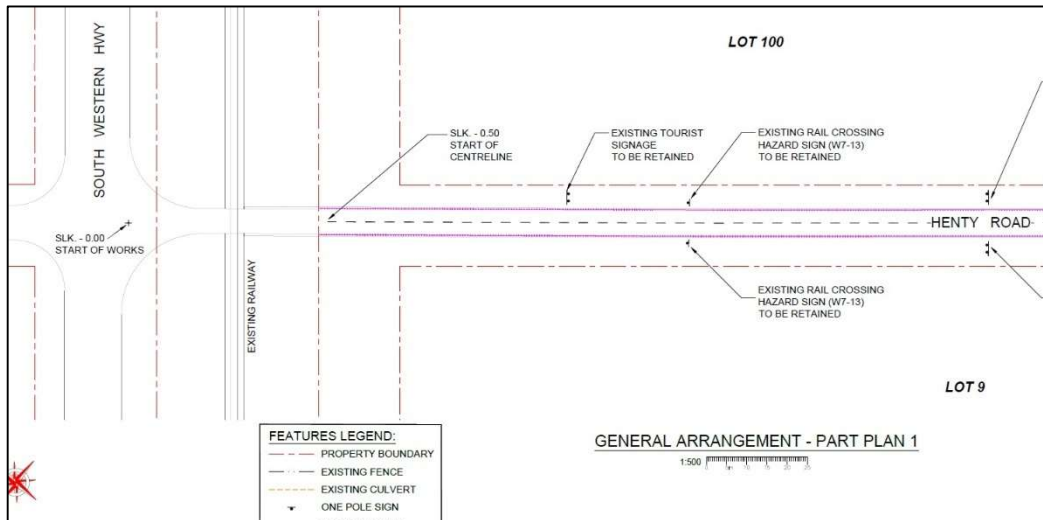 LOT 100
SOUTH WESTERN HWY
SLK. - 0.50
START OF
CENTRELINE
EXISTING TOURIST
SIGNAGE
TO BE RETAINED
EXISTING RAIL CROSSING
HAZARD SIGN (W7-13)
TO BE RETAINED
HENTY ROAD
SLK. - 0.00
START OF WORKS
EXISTING RAILWAY
EXISTING RAIL CROSSING
HAZARD SIGN (W7-13)
TO BE RETAINED
LOT 9
GENERAL ARRANGEMENT - PART PLAN 1
1:500
FEATURES LEGEND:
PROPERTY BOUNDARY
EXISTING FENCE
EXISTING CULVERT
ONE POLE SIGN